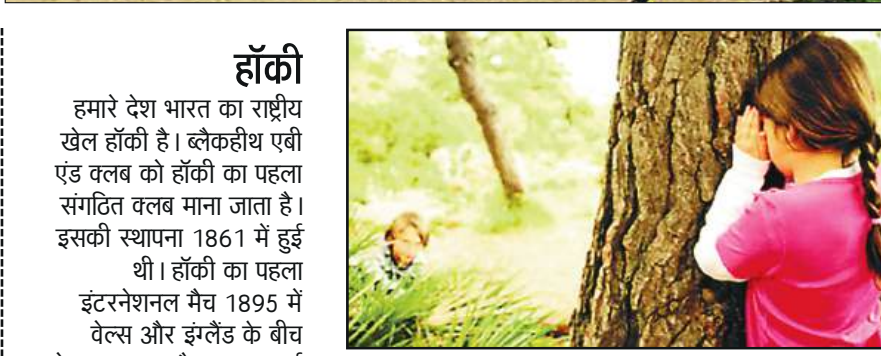 हॉकी
हमारे देश भारत का राष्ट्रीय
खेल हॉकी है। ब्लैकहीथ एबी
एंड क्लब को हॉकी का पहला
संगठित क्लब माना जाता है।
इसकी स्थापना 1861 में हुई
थी। हॉकी का पहला
इंटरनेशनल मैच 1895 में
वेल्स और इंग्लैंड के बीच